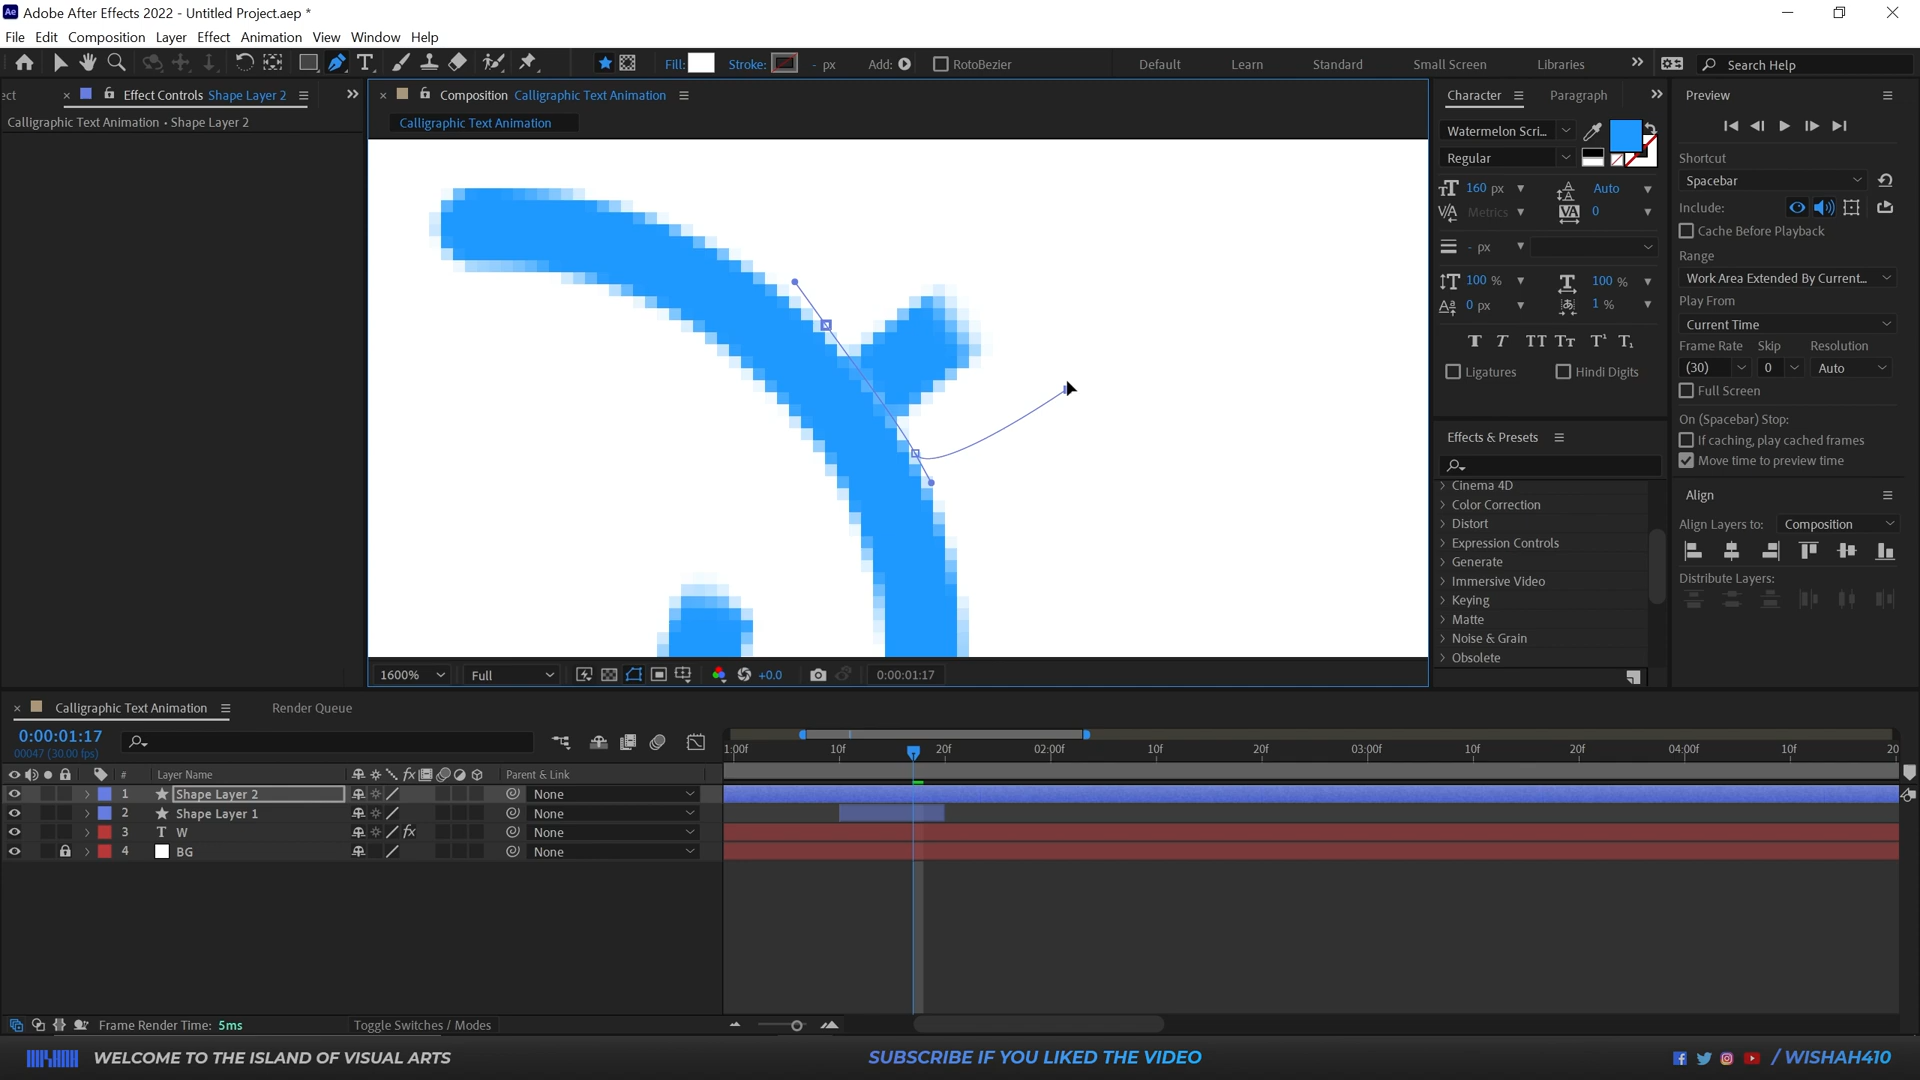 Ae Adobe After Effects 2022 - Untitled Project.aep *
File Edit Composition Layer Effect Animation View Window Help
Fill: Stroke: - px Add: RotoBezier Default Learn Standard Small Screen Libraries Search Help
ect Effect Controls Shape Layer 2
Calligraphic Text Animation • Shape Layer 2
Composition Calligraphic Text Animation
Calligraphic Text Animation
1600% Full +0.0 0:00:01:17
Character Paragraph
Watermelon Scri...
Regular
160 px Auto
Metrics 0
- px
100 % 100 %
0 px 1 %
Ligatures Hindi Digits
Effects & Presets
Cinema 4D
Color Correction
Distort
Expression Controls
Generate
Immersive Video
Keying
Matte
Noise & Grain
Obsolete
Preview
Shortcut
Spacebar
Include:
Cache Before Playback
Range
Work Area Extended By Current...
Play From
Current Time
Frame Rate Skip Resolution
(30) 0 Auto
Full Screen
On (Spacebar) Stop:
If caching, play cached frames
Move time to preview time
Align
Align Layers to: Composition
Distribute Layers:
Calligraphic Text Animation Render Queue
0:00:01:17
00047 (30.00 fps)
1:00f 10f 20f 02:00f 10f 20f 03:00f 10f 20f 04:00f 10f 20
# Layer Name Parent & Link
1 Shape Layer 2 None
2 Shape Layer 1 None
3 T W None
4 BG None
Frame Render Time: 5ms Toggle Switches / Modes
WELCOME TO THE ISLAND OF VISUAL ARTS SUBSCRIBE IF YOU LIKED THE VIDEO / WISHAH410